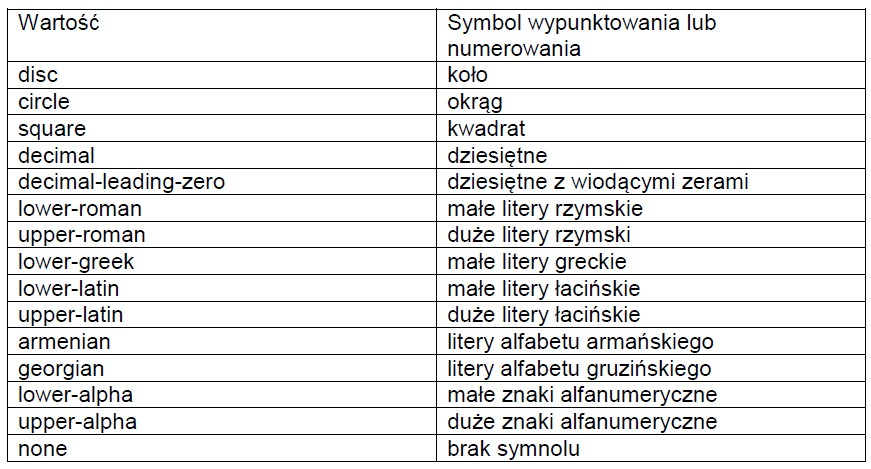 Wartość Symbol wypunktowania lub
numerowania
disc koło
circle okrąg
square kwadrat
decimal dziesiętne
decimal-leading-zero dziesiętne z wiodącymi zerami
lower-roman małe litery rzymskie
upper-roman duże litery rzymski
lower-greek małe litery greckie
lower-latin małe litery łacińskie
upper-latin duże litery łacińskie
armenian litery alfabetu armańskiego
georgian litery alfabetu gruzińskiego
lower-alpha małe znaki alfanumeryczne
upper-alpha duże znaki alfanumeryczne
none brak symnolu